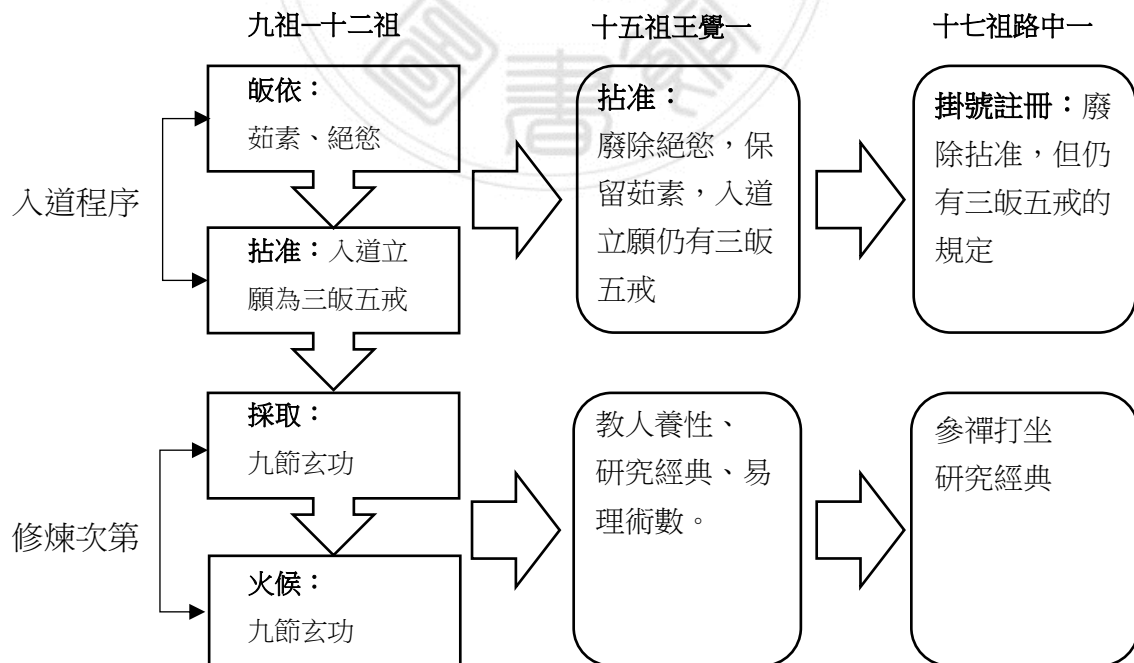 九祖─十二祖
十五祖王覺一
十七祖路中一
入道程序
皈依：
茹素、絕慾
拈准：入道立
願為三皈五戒
拈准：
廢除絕慾，保
留茹素，入道
立願仍有三皈
五戒
掛號註冊：廢
除拈准，但仍
有三皈五戒的
規定
修煉次第
採取：
九節玄功
火候：
九節玄功
教人養性、
研究經典、易
理術數。
參禪打坐
研究經典
書